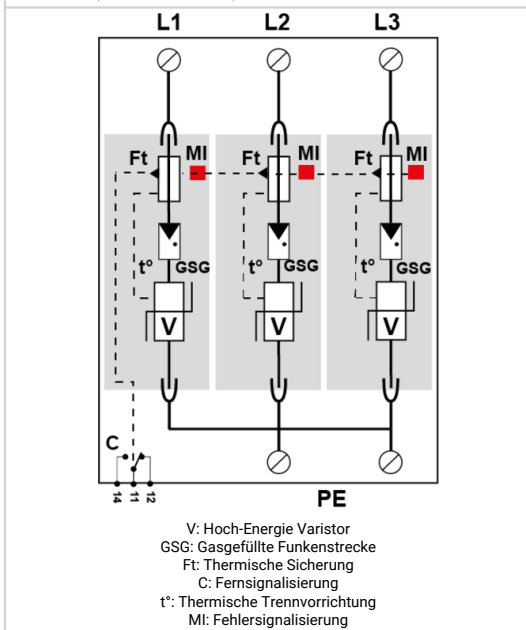 L1 L2 L3
Ft MI Ft MI Ft MI
t° GSG t° GSG t° GSG
V V V
C
14 11 12
PE
V: Hoch-Energie Varistor
GSG: Gasgefüllte Funkenstrecke
Ft: Thermische Sicherung
C: Fernsignalisierung
t°: Thermische Trennvorrichtung
MI: Fehlersignalisierung